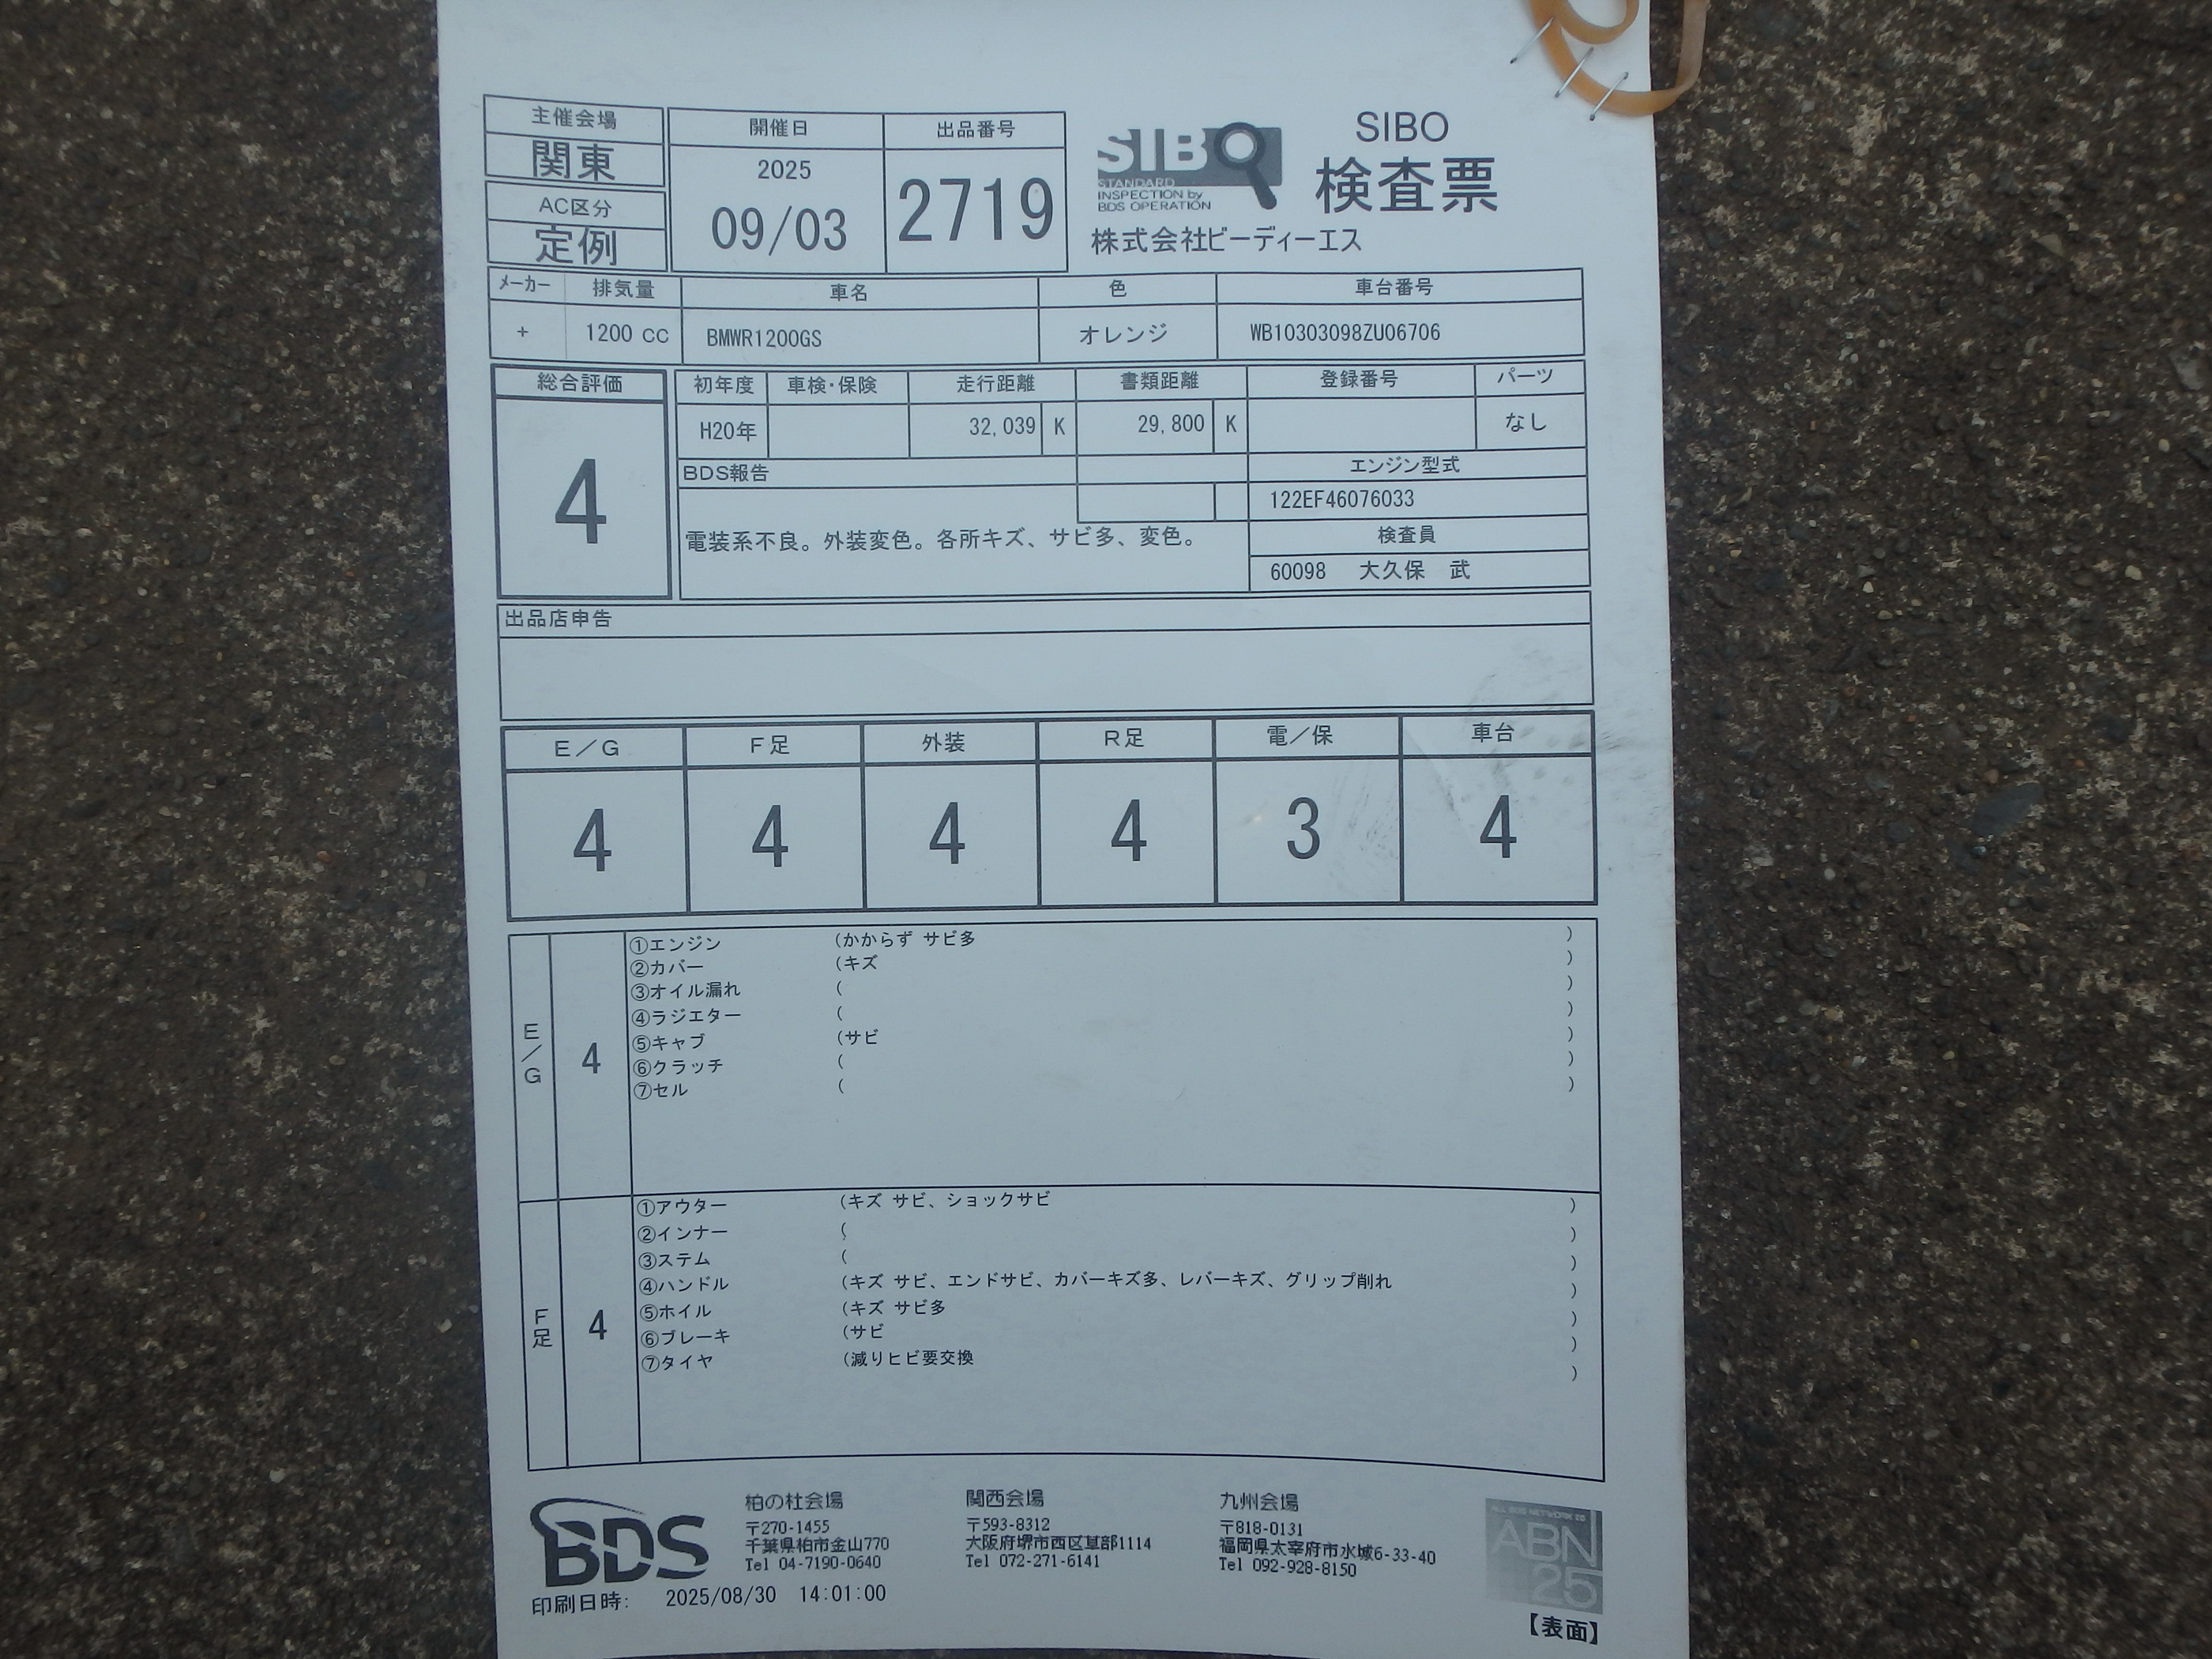 主催会場
関東
AC区分
定例
開催日
2025
09/03
出品番号
2719
SIBO
STANDARD
INSPECTION by
BDS OPERATION
SIBO
検査票
株式会社ビーディーエス
メーカー 排気量 車名 色 車台番号
+ 1200 CC BMWR1200GS オレンジ WB10303098ZU06706
総合評価
4
初年度 車検・保険 走行距離 書類距離 登録番号 パーツ
H20年 32,039 K 29,800 K なし
BDS報告
電装系不良。外装変色。各所キズ、サビ多、変色。
エンジン型式
122EF46076033
検査員
60098 大久保 武
出品店申告
E/G F足 外装 R足 電/保 車台
4 4 4 4 3 4
E/G
4
①エンジン (かからず サビ多 )
②カバー (キズ )
③オイル漏れ ( )
④ラジエター ( )
⑤キャブ (サビ )
⑥クラッチ ( )
⑦セル ( )
F足
4
①アウター (キズ サビ、ショックサビ )
②インナー ( )
③ステム ( )
④ハンドル (キズ サビ、エンドサビ、カバーキズ多、レバーキズ、グリップ削れ )
⑤ホイル (キズ サビ多 )
⑥ブレーキ (サビ )
⑦タイヤ (減りヒビ要交換 )
BDS
柏の杜会場
〒270-1455
千葉県柏市金山770
Tel 04-7190-0640
関西会場
〒593-8312
大阪府堺市西区草部1114
Tel 072-271-6141
九州会場
〒818-0131
福岡県太宰府市水城6-33-40
Tel 092-928-8150
ABN
25
印刷日時: 2025/08/30 14:01:00
【表面】